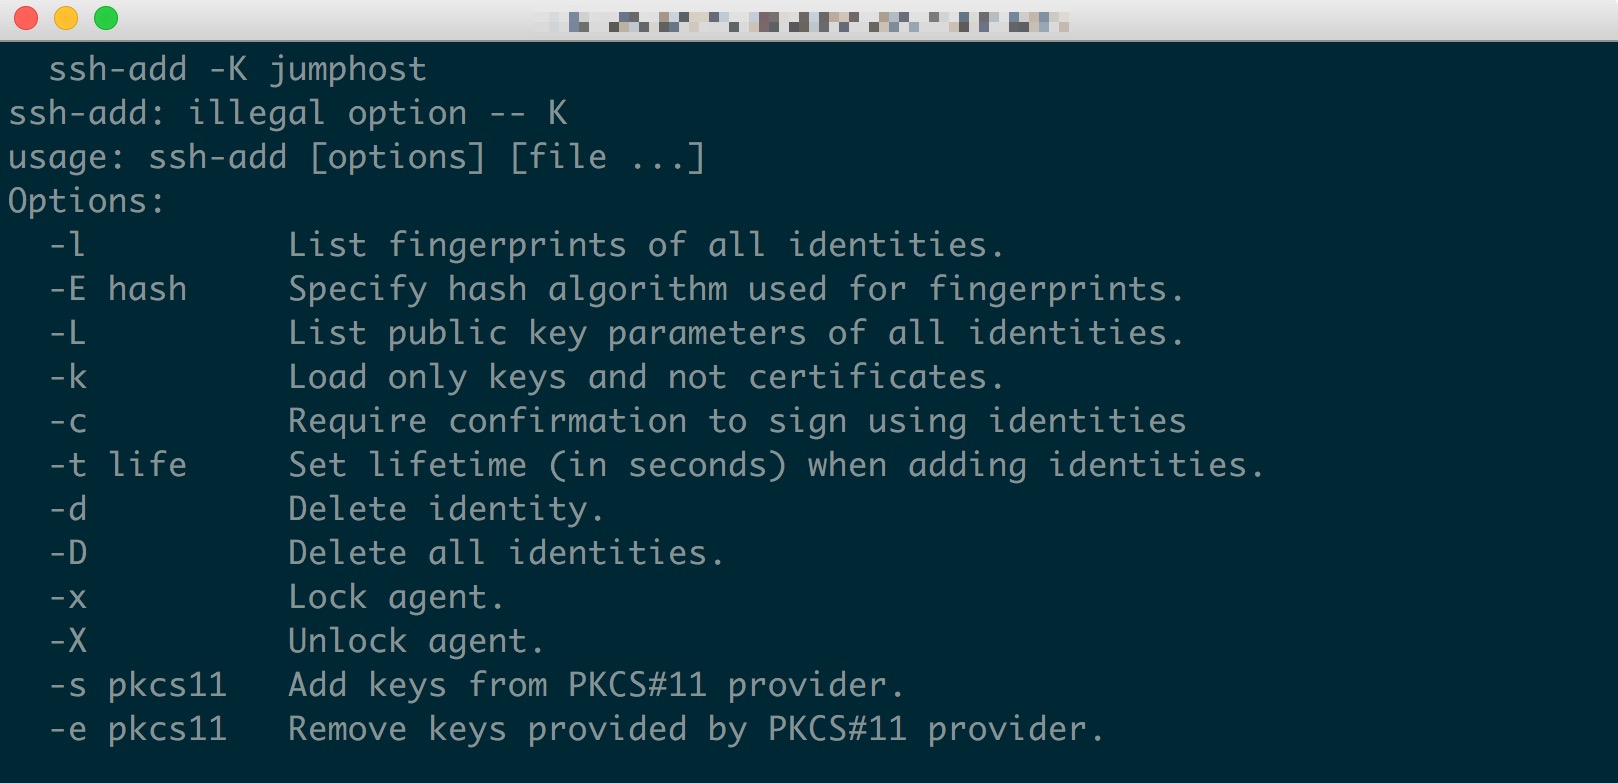 ssh-add -K jumphost
ssh-add: illegal option -- K
usage: ssh-add [options] [file ...]
Options:
-l List fingerprints of all identities.
-E hash Specify hash algorithm used for fingerprints.
-L List public key parameters of all identities.
-k Load only keys and not certificates.
-c Require confirmation to sign using identities
-t life Set lifetime (in seconds) when adding identities.
-d Delete identity.
-D Delete all identities.
-x Lock agent.
-X Unlock agent.
-s pkcs11 Add keys from PKCS#11 provider.
-e pkcs11 Remove keys provided by PKCS#11 provider.